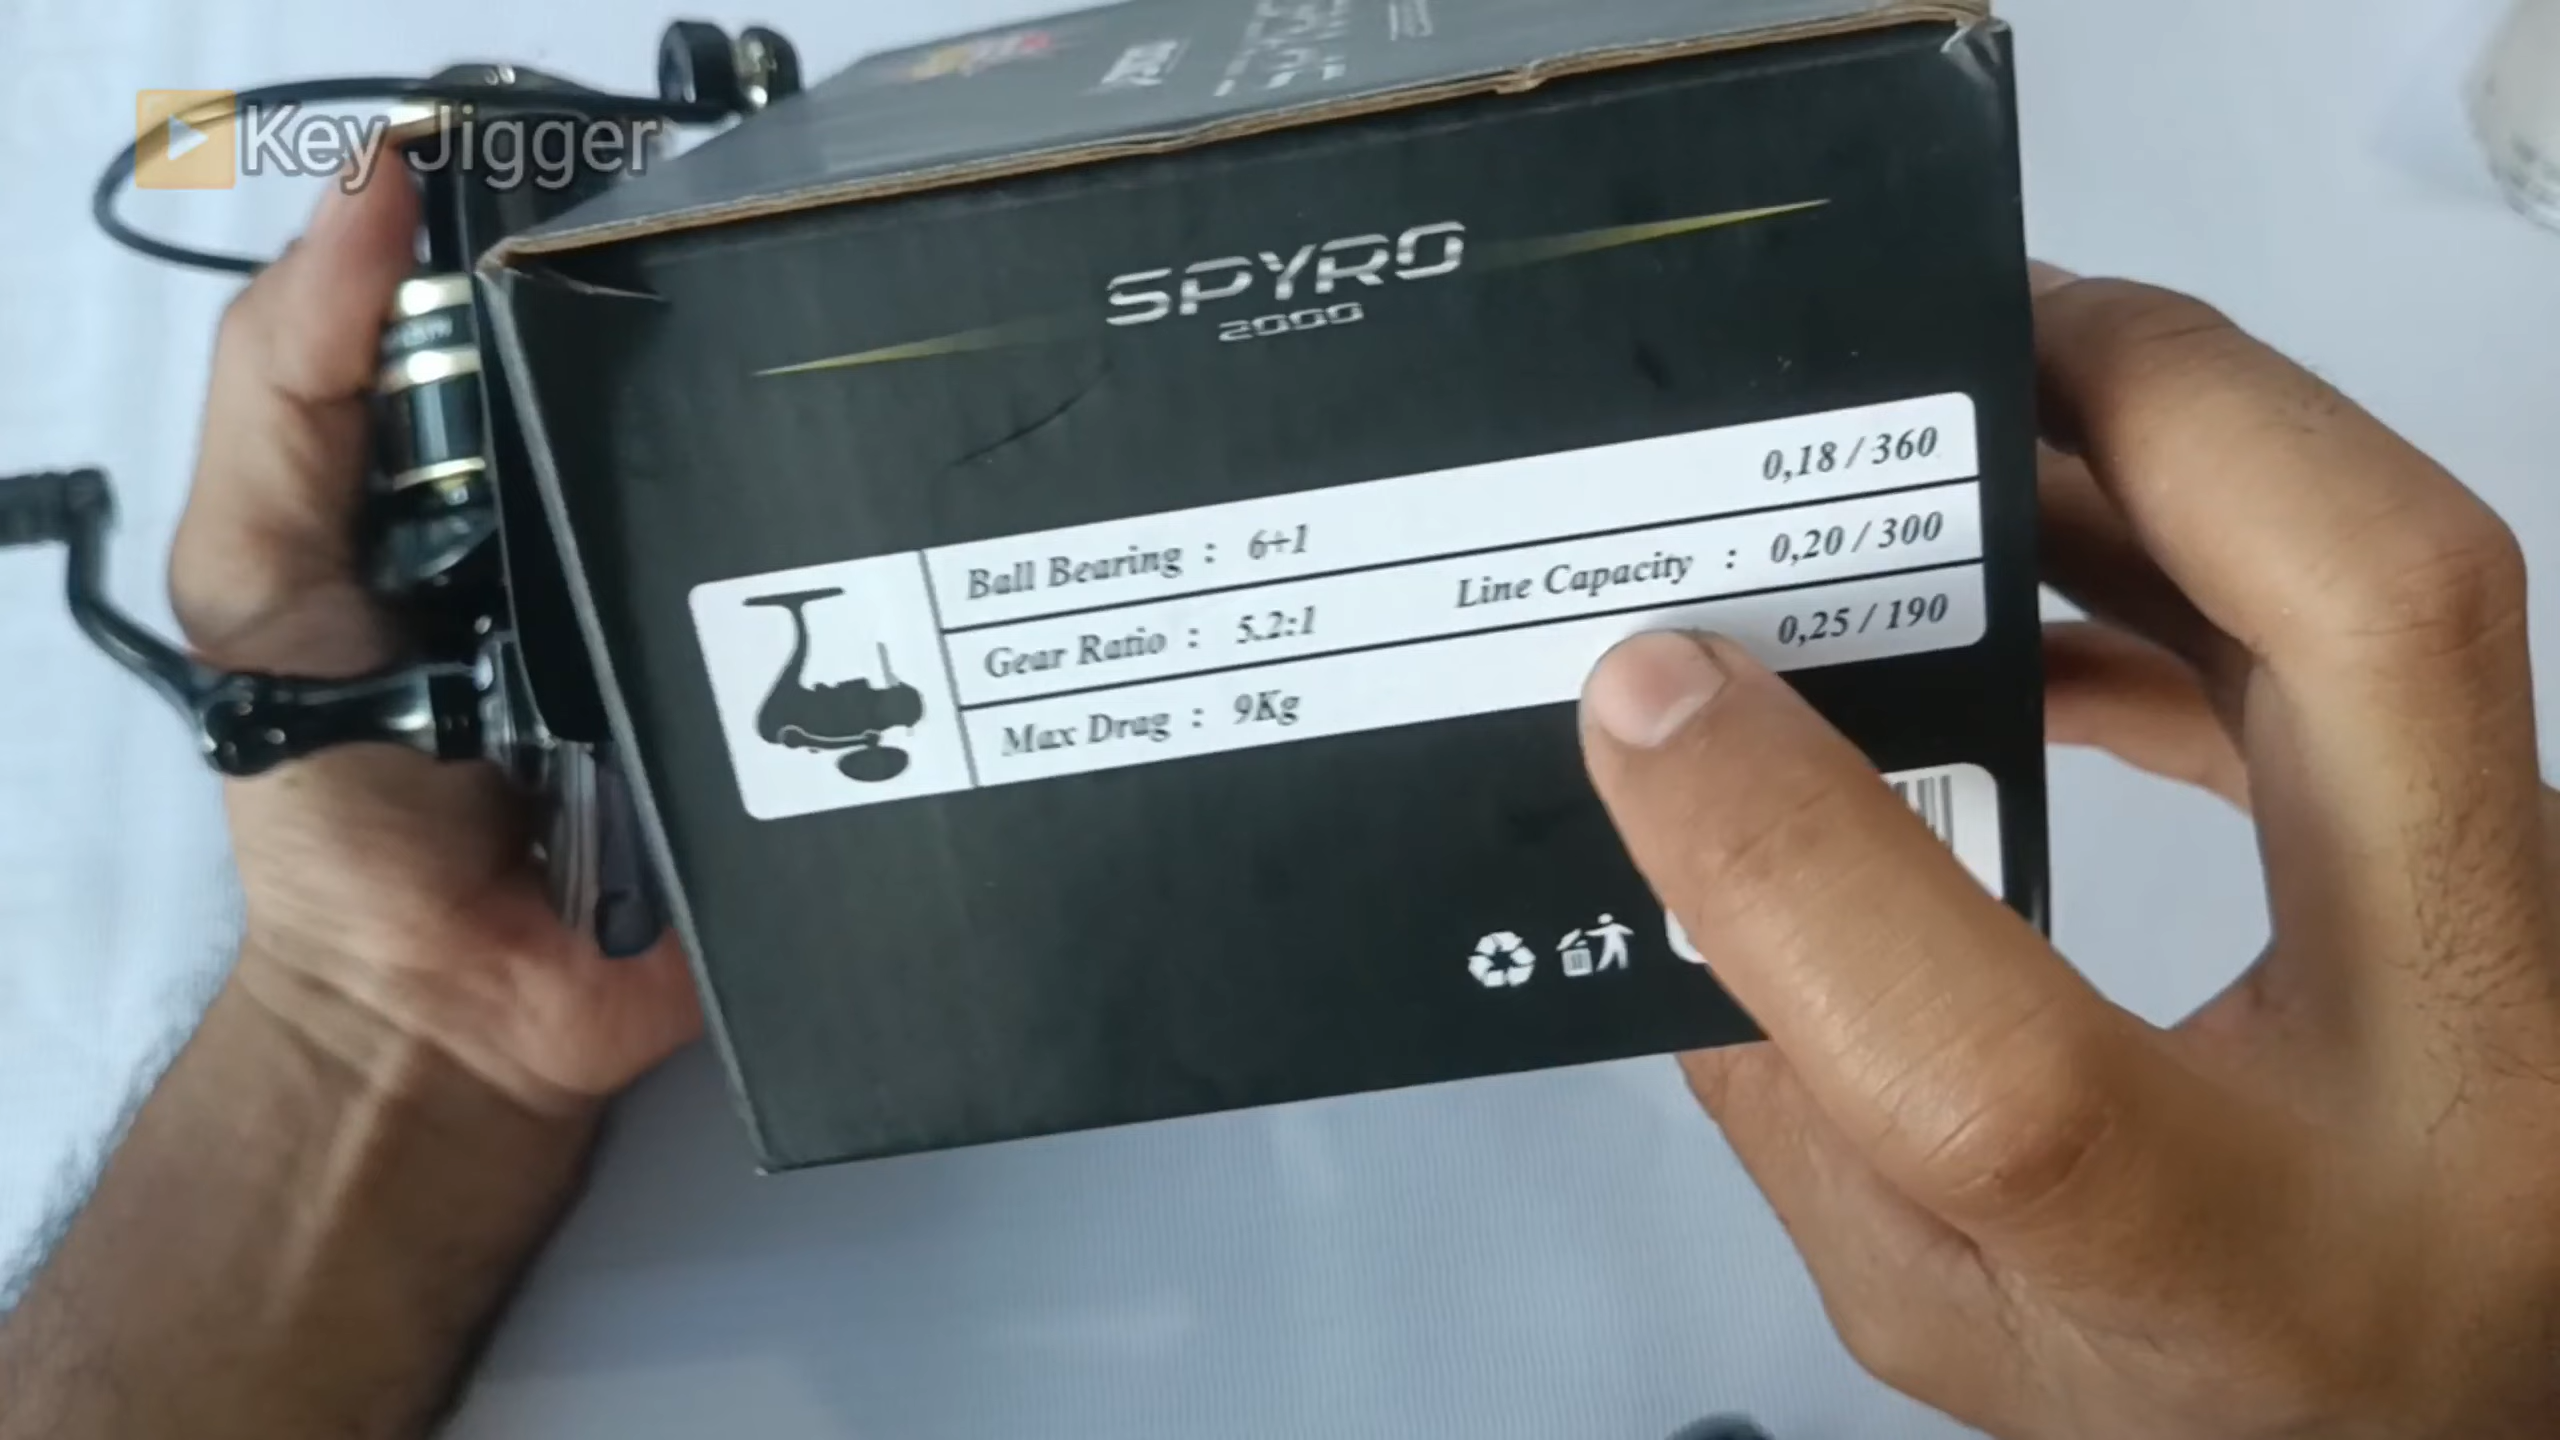 Key Jigger
SPYRO
2000
Ball Bearing : 6+1
Gear Ratio : 5.2:1
Max Drag : 9Kg
Line Capacity :
0,18 / 360
0,20 / 300
0,25 / 190